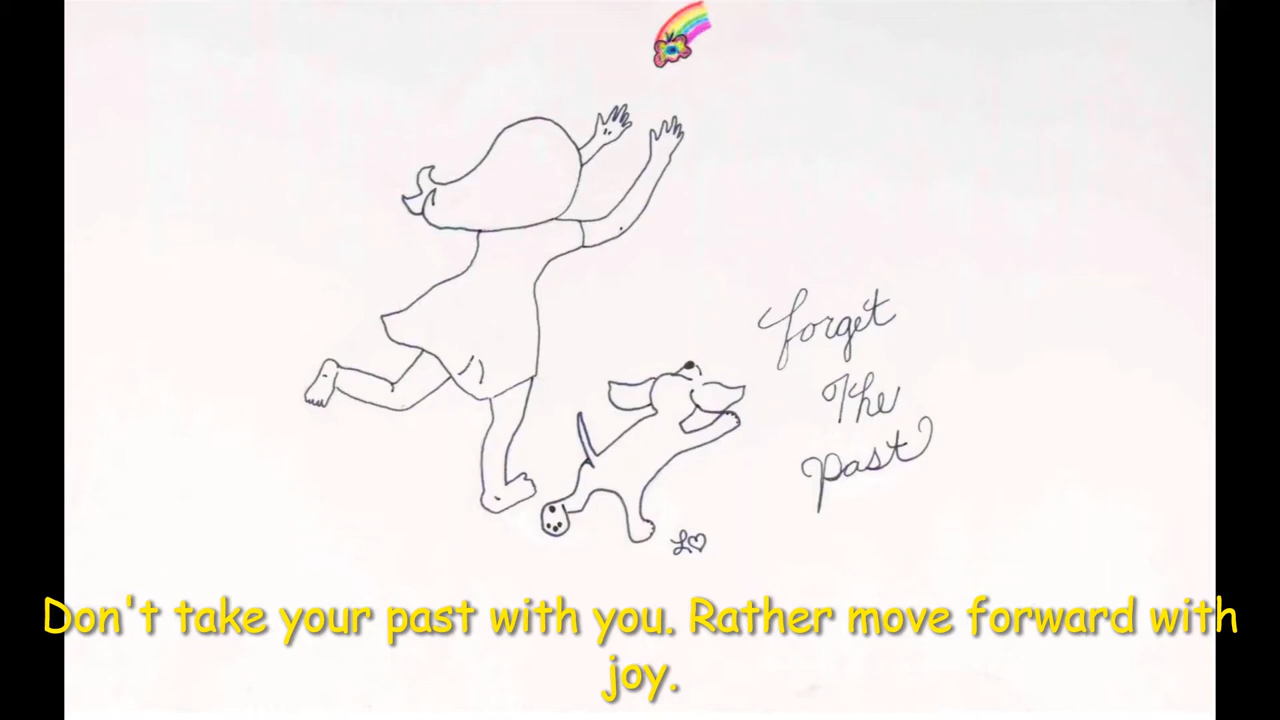 forget
The
past
L♡
Don't take your past with you. Rather move forward with
joy.